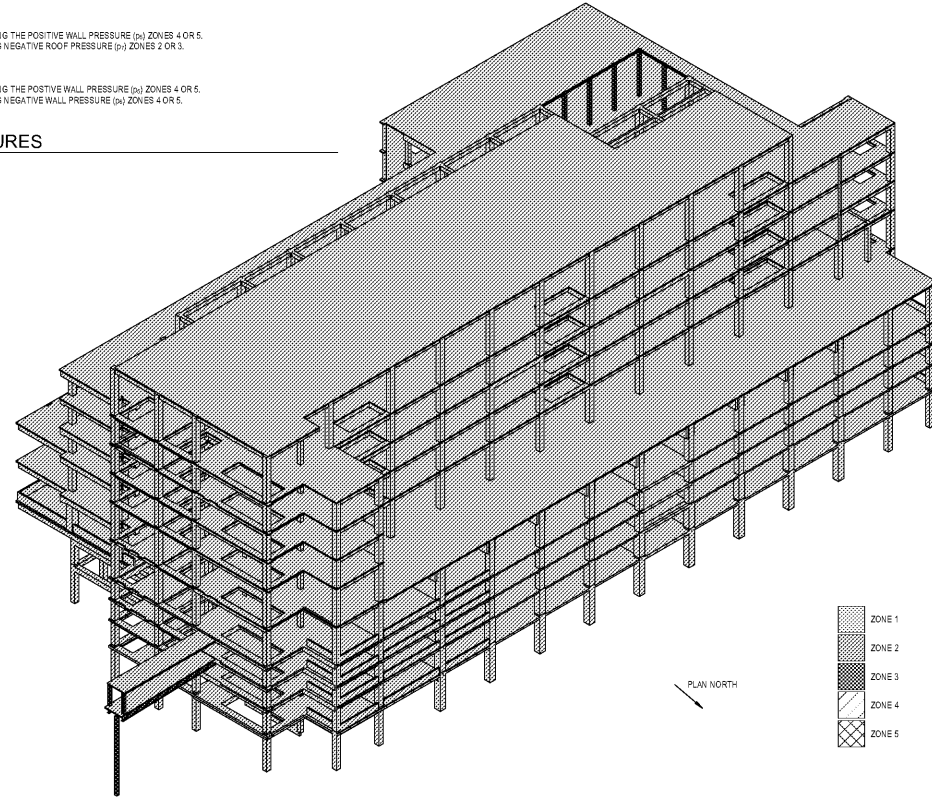 NG THE POSITIVE WALL PRESSURE (ps) ZONES 4 OR 5.
G NEGATIVE ROOF PRESSURE (pr) ZONES 2 OR 3.
NG THE POSTIVE WALL PRESSURE (ps) ZONES 4 OR 5.
S NEGATIVE WALL PRESSURE (ps) ZONES 4 OR 5.
URES
ZONE 1
ZONE 2
ZONE 3
ZONE 4
ZONE 5
PLAN NORTH